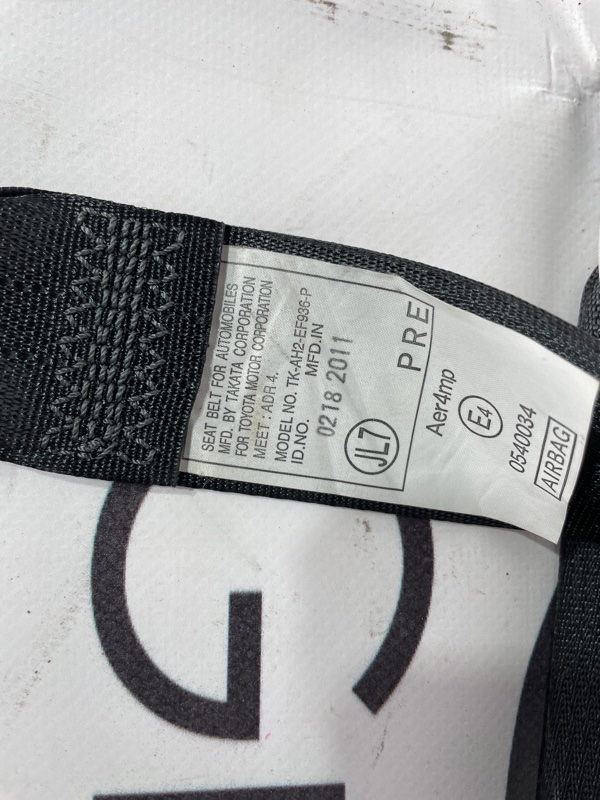 SEAT BELT FOR AUTOMOBILES
MFD. BY TAKATA CORPORATION
FOR TOYOTA MOTOR CORPORATION
MEET : ADR 4.
MODEL NO. TK-AH2-EF936-P
ID.NO. MFD.IN
0218 2011
JL7 PRE
Aer4mp
E4
0540034
AIRBAG
G